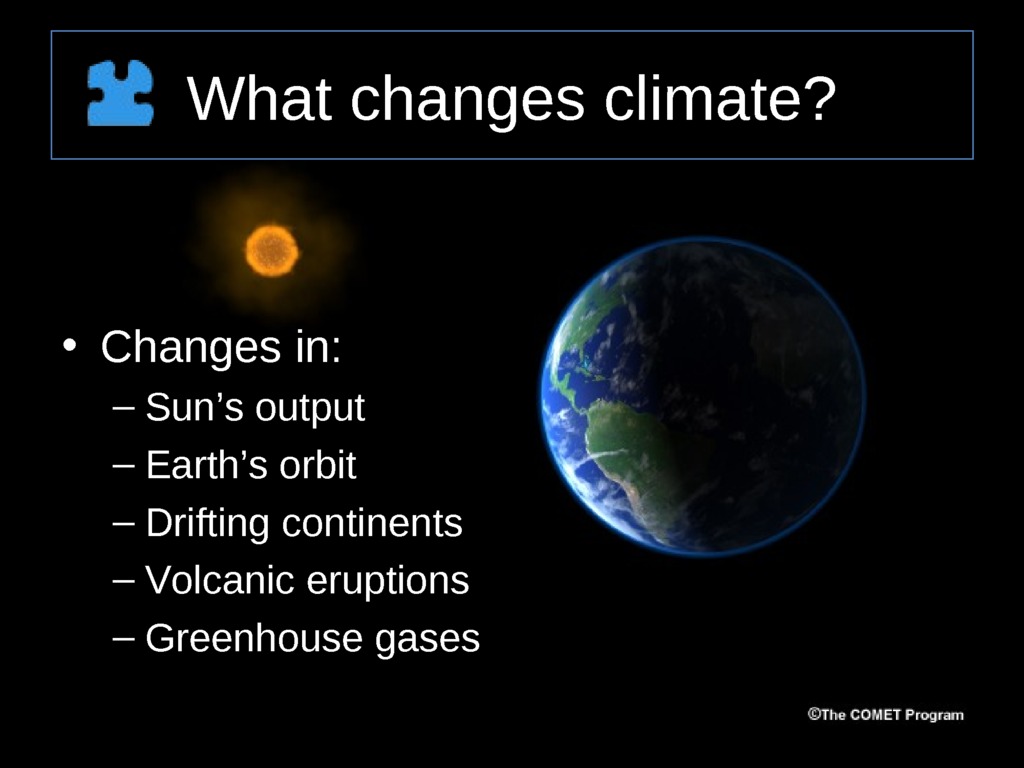 What changes climate?
• Changes in:
– Sun’s output
– Earth’s orbit
– Drifting continents
– Volcanic eruptions
– Greenhouse gases
©The COMET Program